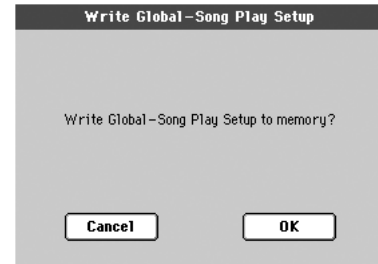 Write Global-Song Play Setup
Write Global-Song Play Setup to memory?
Cancel
OK